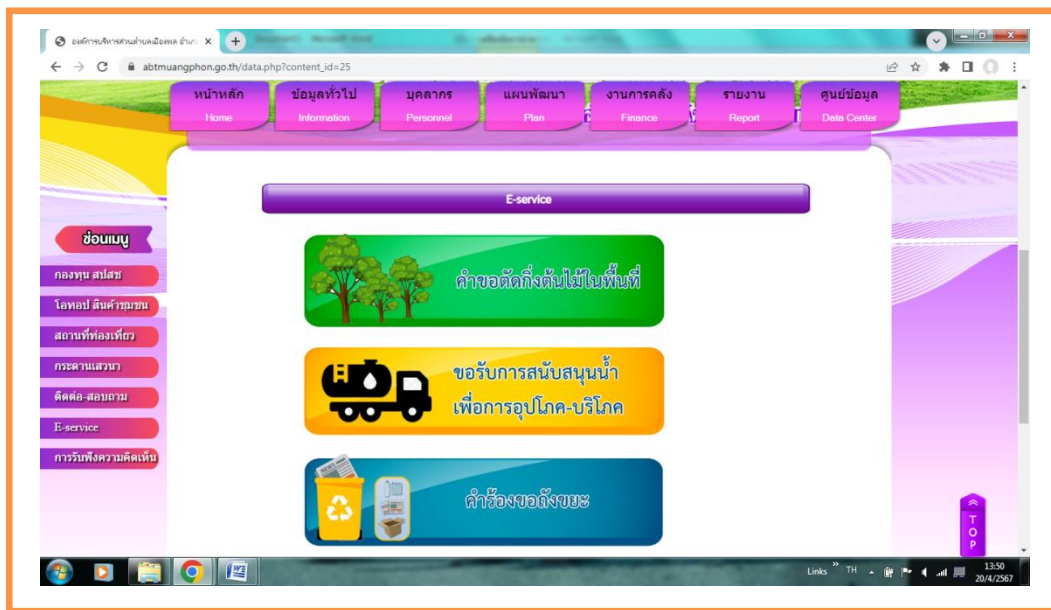 องค์การบริหารส่วนตำบลเมืองพล อำเภ
abtmuangphon.go.th/data.php?content_id=25
หน้าหลัก ข้อมูลทั่วไป บุคลากร แผนพัฒนา งานการคลัง รายงาน ศูนย์ข้อมูล
Home Information Personnel Plan Finance Report Data Center
E-service
ซ่อนเมนู
กองทุน สปสช
โอทอป สินค้าชุมชน
สถานที่ท่องเที่ยว
กระดานเสวนา
ติดต่อ-สอบถาม
E-service
การรับฟังความคิดเห็น
คำขอตัดกิ่งต้นไม้ในพื้นที่
ขอรับการสนับสนุนน้ำ
เพื่อการอุปโภค-บริโภค
NEWS
คำร้องขอถังขยะ
TOP
Links TH 13:50
20/4/2567